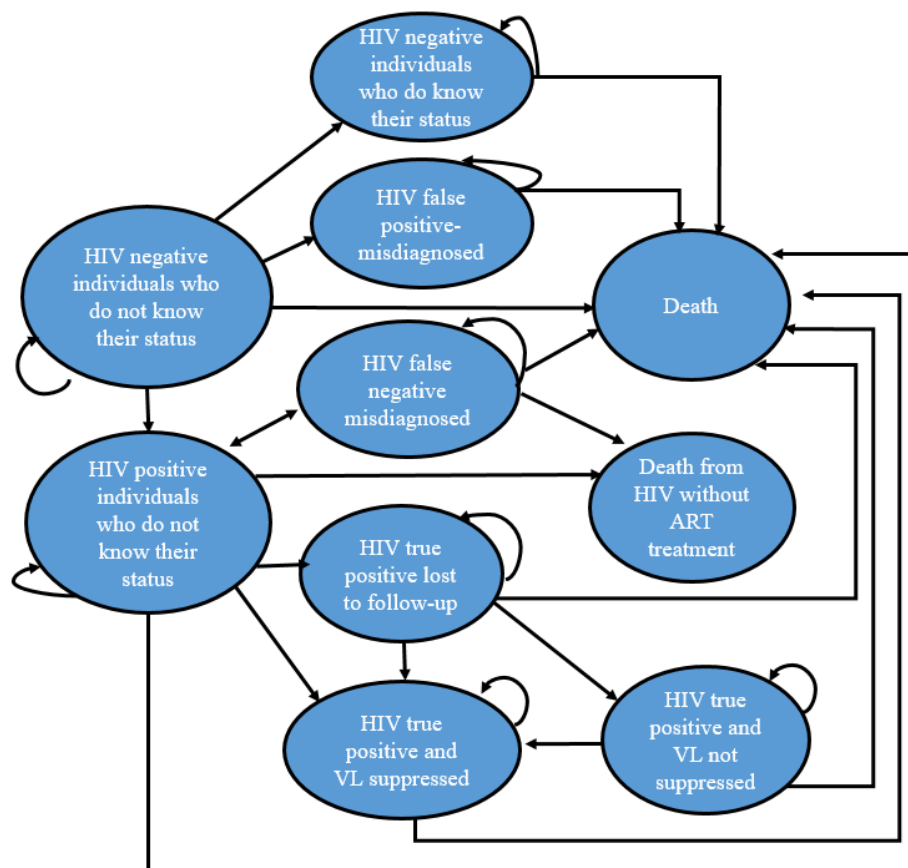 HIV negative
individuals
who do know
their status
HIV false
positive-
misdiagnosed
HIV negative
individuals who
do not know
their status
Death
HIV false
negative
misdiagnosed
HIV positive
individuals
who do not
know their
status
Death from
HIV without
ART
treatment
HIV true
positive lost
to follow-up
HIV true
positive and
VL suppressed
HIV true
positive and
VL not
suppressed